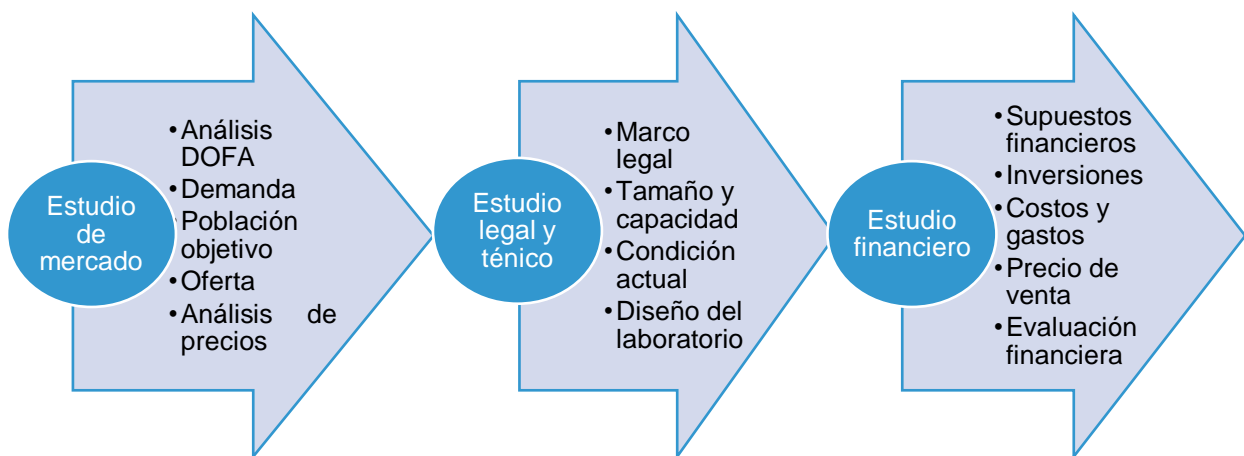 Estudio
de
mercado
•Análisis
DOFA
•Demanda
•Población
objetivo
•Oferta
•Análisis de
precios
Estudio
legal y
ténico
•Marco
legal
•Tamaño y
capacidad
•Condición
actual
•Diseño del
laboratorio
Estudio
financiero
•Supuestos
financieros
•Inversiones
•Costos y
gastos
•Precio de
venta
•Evaluación
financiera